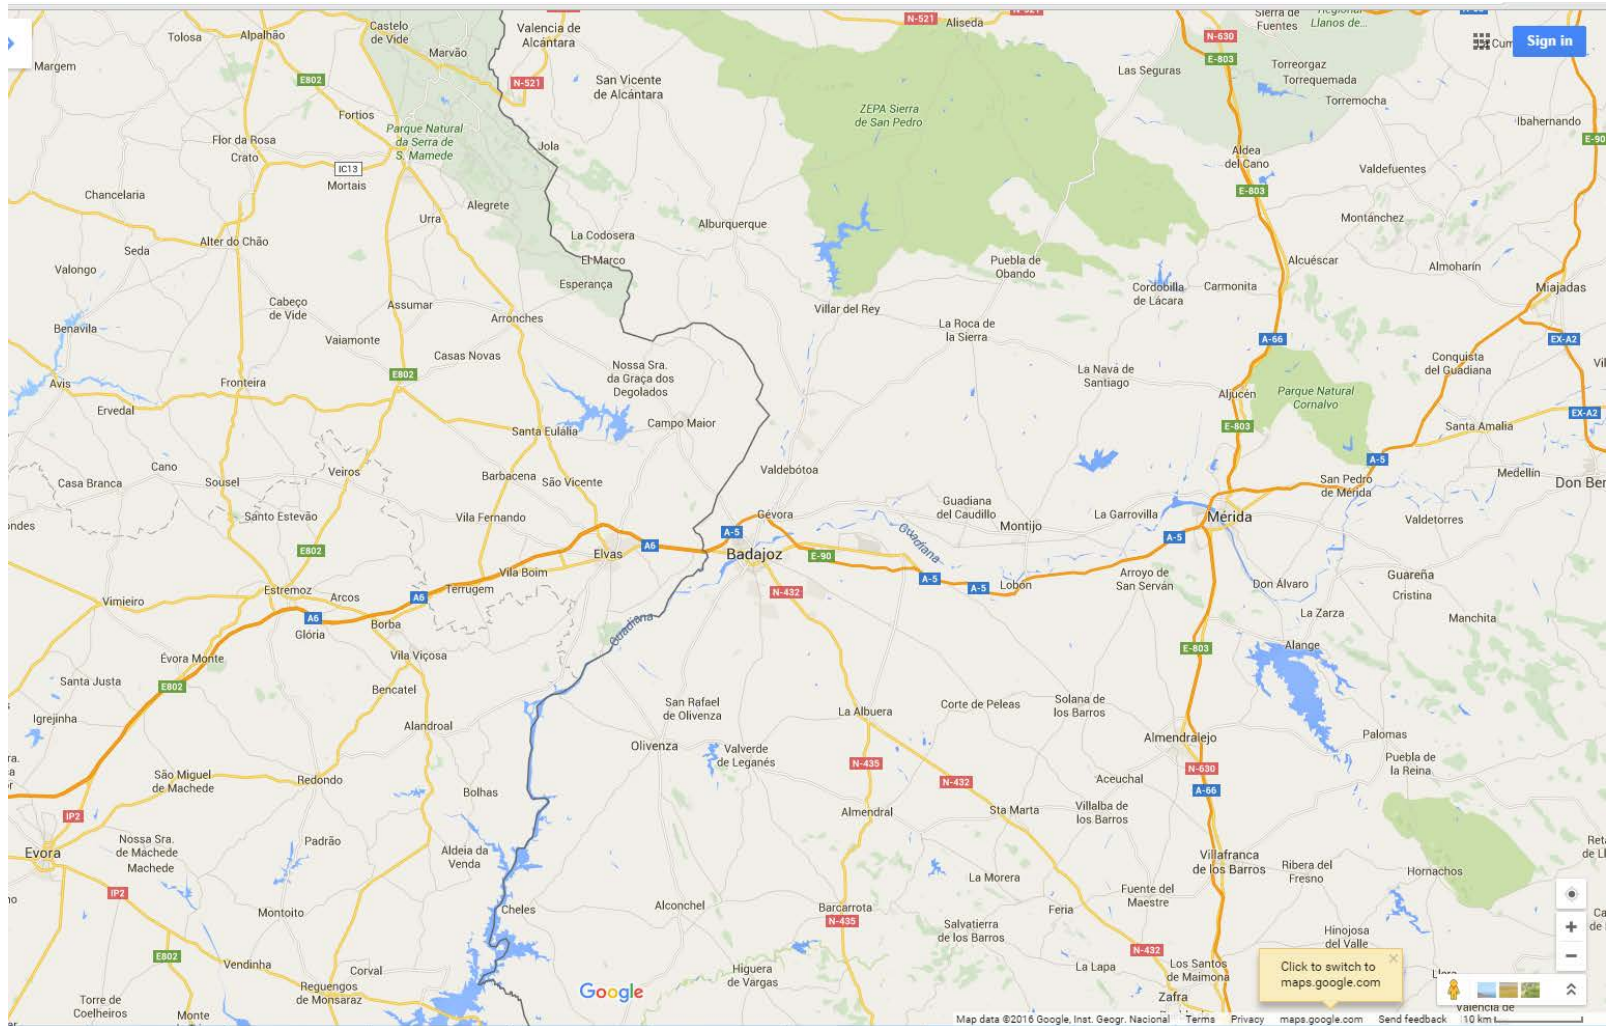 Tolosa
Alpalhão
Castelo
de Vide
Valencia de
Alcántara
N-521
Aliseda
Sierra de
Fuentes
Llanos de...
N-630
Sign in
Margem
Marvão
E-803
Torreorgaz
Torrequemada
E802
N-521
San Vicente
de Alcántara
Las Seguras
Torremocha
Fortios
ZEPA Sierra
de San Pedro
Ibahernando
Parque Natural
da Serra de
S. Mamede
Flor da Rosa
Crato
Jola
Aldea
del Cano
E-90
IC13
Mortais
Valdefuentes
Chancelaria
Alegrete
E-803
Urra
Alburquerque
Montánchez
Alter do Chão
La Codosera
El Marco
Seda
Puebla de
Obando
Alcuéscar
Almoharín
Valongo
Esperança
Cordobilla
de Lácara
Carmonita
Miajadas
Cabeço
de Vide
Assumar
Arronches
Villar del Rey
La Roca de
la Sierra
Benavila
Vaiamonte
A-66
EX-A2
Casas Novas
Nossa Sra.
da Graça dos
Degolados
La Nava de
Santiago
Conquista
del Guadiana
Avis
Fronteira
E802
Aljucén
Parque Natural
Cornalvo
Ervedal
Santa Eulália
Campo Maior
E-803
Santa Amalia
EX-A2
Cano
Veiros
Barbacena
São Vicente
Valdebótoa
A-5
Medellín
Casa Branca
Sousel
San Pedro
de Mérida
Don Ber
Santo Estevão
Vila Fernando
Gévora
Guadiana
del Caudillo
Montijo
La Garrovilla
Mérida
Valdetorres
ondes
E802
Elvas
A6
A-5
Badajoz
E-90
Guadiana
A-5
Vila Boim
A-5
A-5
Lobón
Arroyo de
San Serván
Don Álvaro
Guareña
Cristina
Vimieiro
Estremoz
Arcos
A6
Terrugem
N-432
La Zarza
Manchita
A6
Glória
Borba
Guadiana
E-803
Alange
Évora Monte
Vila Viçosa
Santa Justa
E802
Bencatel
San Rafael
de Olivenza
La Albuera
Corte de Peleas
Solana de
los Barros
Igrejinha
Alandroal
Olivenza
Valverde
de Leganés
Almendralejo
Palomas
São Miguel
de Machede
Redondo
N-435
N-630
Puebla de
la Reina
Bolhas
N-432
Aceuchal
A-66
IP2
Almendral
Sta Marta
Villalba de
los Barros
Evora
Nossa Sra.
de Machede
Machede
Padrão
Aldeia da
Venda
Villafranca
de los Barros
Ribera del
Fresno
Hornachos
IP2
La Morera
Fuente del
Maestre
Montoito
Cheles
Alconchel
Barcarrota
N-435
Feria
Salvatierra
de los Barros
Hinojosa
del Valle
E802
Vendinha
Corval
N-432
Reguengos
de Monsaraz
Higuera
de Vargas
La Lapa
Los Santos
de Maimona
Click to switch to
maps.google.com
Torre de
Coelheiros
Monte
Google
Zafra
Valencia de
Map data ©2016 Google, Inst. Geogr. Nacional Terms Privacy maps.google.com Send feedback 10 km